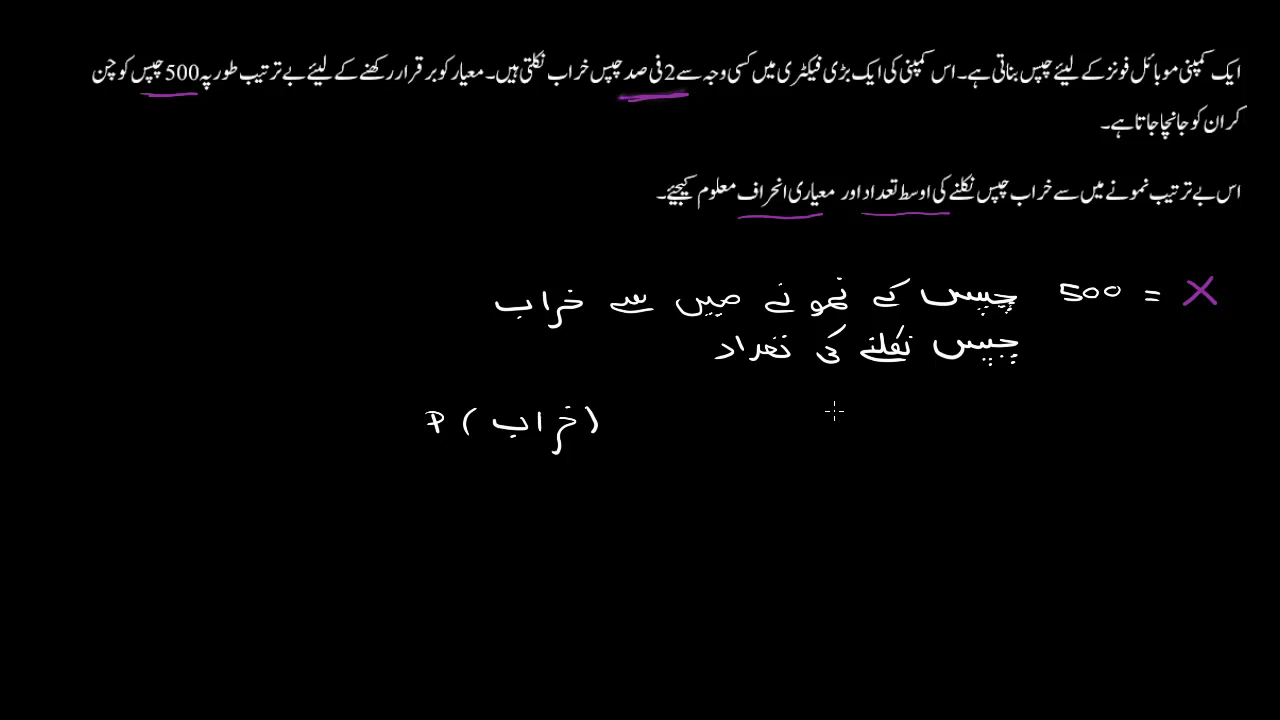 ایک کمپنی موبائل فونز کے لیئے چپس بناتی ہے۔ اس کمپنی کی ایک بڑی فیکٹری میں کسی وجہ سے 2 فی صد چپس خراب نکلتی ہیں۔ معیار کو برقرار رکھنے کے لیئے بے ترتیب طور پہ 500 چپس کو چن
کر ان کو جانچا جاتا ہے۔
اس بے ترتیب نمونے میں سے خراب چپس نکلنے کی اوسط تعداد اور معیاری انحراف معلوم کیجیئے۔
X = 500 چپس کے نمونے میں سے خراب
چپس نکلنے کی تعداد
P (خراب)